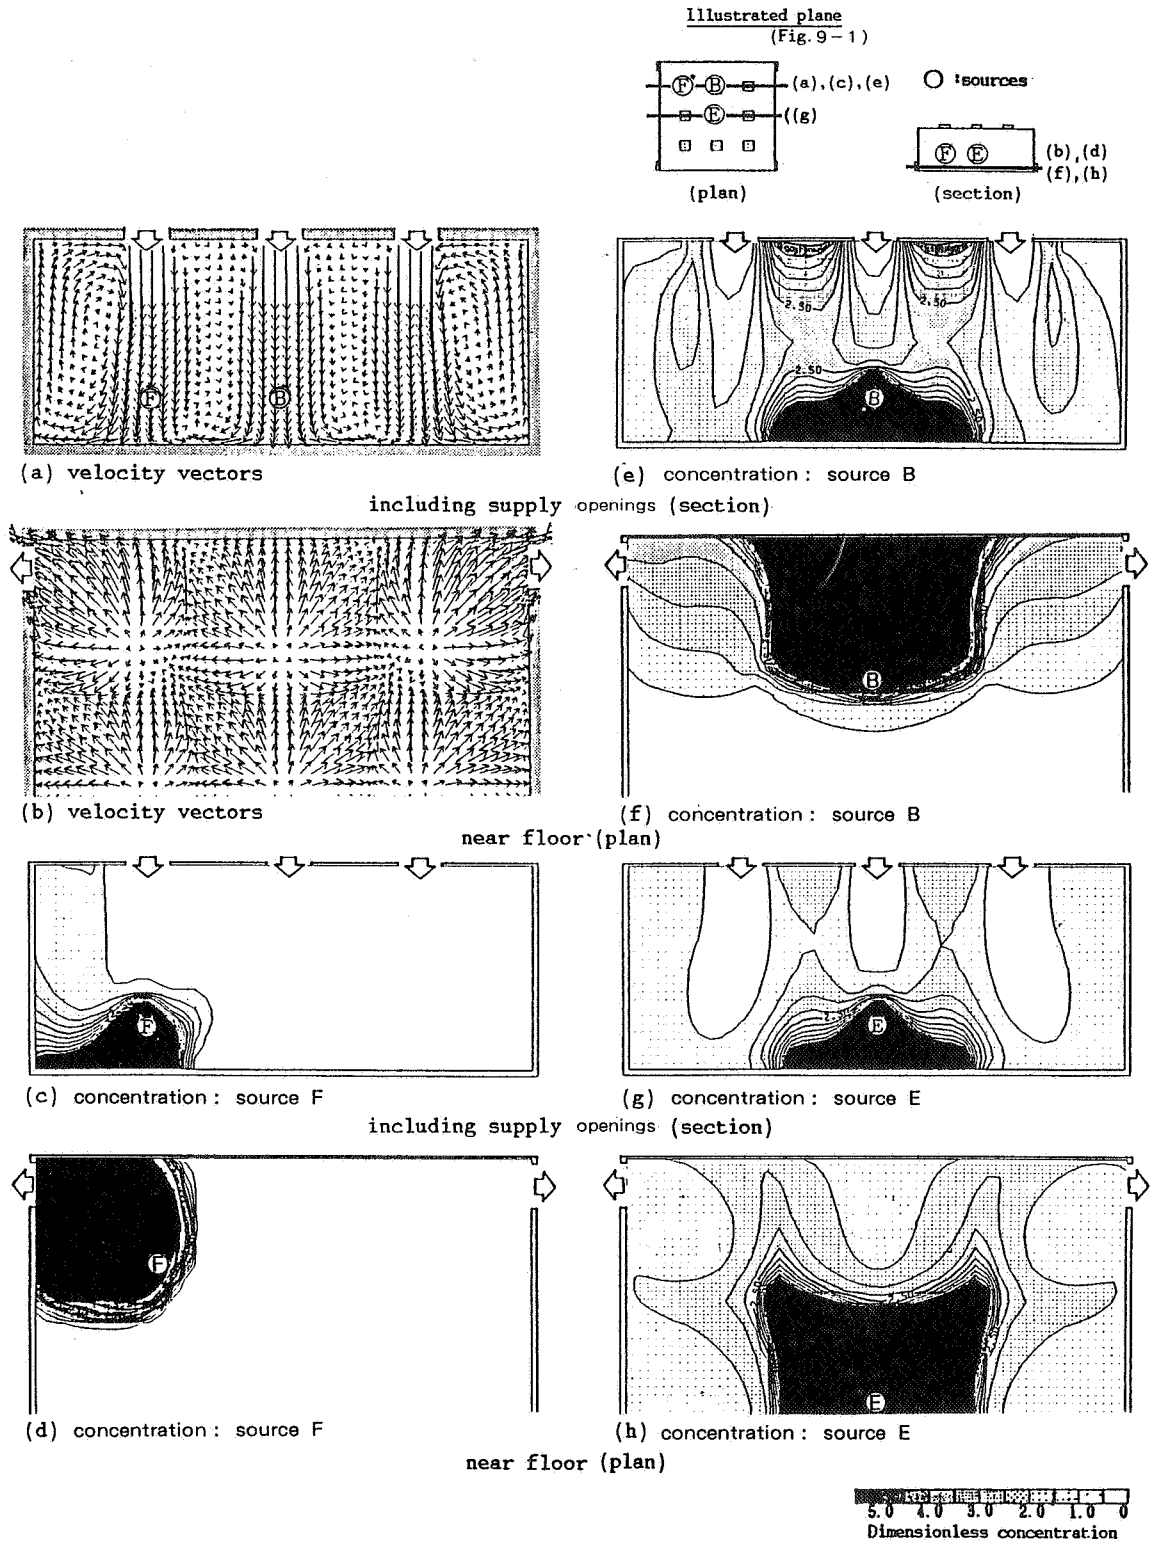 Illustrated plane
(Fig. 9-1)
F B (a),(c),(e)
E ((g)
(plan)
:sources
F E (b),(d)
(f),(h)
(section)
F B
(a) velocity vectors
2.50 2.50
2.50
B
(e) concentration : source B
including supply openings (section)
(b) velocity vectors
B
(f) concentration : source B
near floor (plan)
F
(c) concentration : source F
E
(g) concentration : source E
including supply openings (section)
F
(d) concentration : source F
E
(h) concentration : source E
near floor (plan)
5.0 4.0 3.0 2.0 1.0 0
Dimensionless concentration